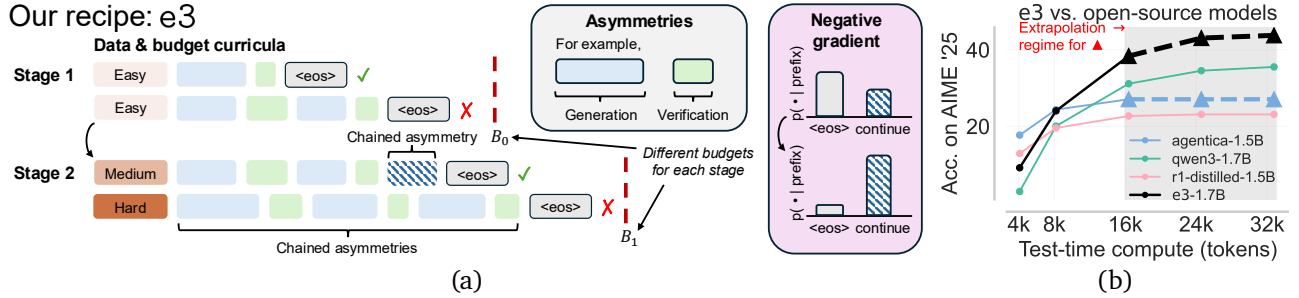 Our recipe: e3
Data & budget curricula
Stage 1
Easy
<eos>
✓
Easy
<eos>
✗
Chained asymmetry
B₀
Stage 2
Medium
<eos>
✓
Hard
<eos>
✗
B₁
Chained asymmetries
Different budgets
for each stage
Asymmetries
For example,
Generation
Verification
Negative
gradient
p( • | prefix)
<eos> continue
p( • | prefix)
<eos> continue
(a)
e3 vs. open-source models
Extrapolation →
regime for ▲
Acc. on AIME '25
40
20
agentica-1.5B
qwen3-1.7B
r1-distilled-1.5B
e3-1.7B
4k 8k 16k 24k 32k
Test-time compute (tokens)
(b)